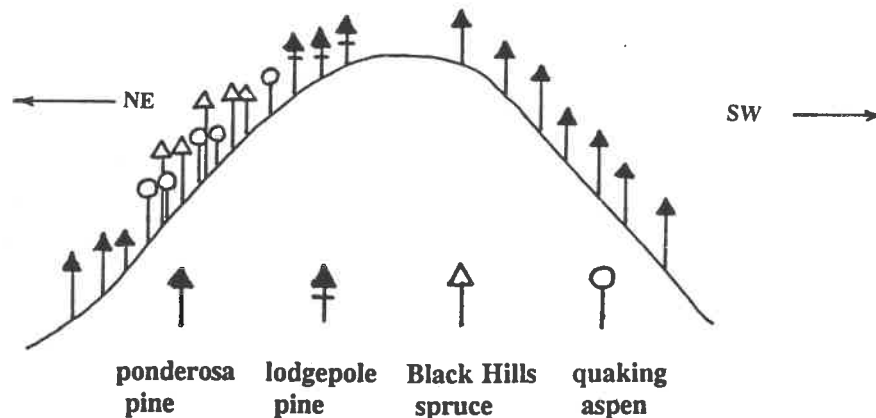 NE
SW
ponderosa lodgepole Black Hills quaking
pine pine spruce aspen